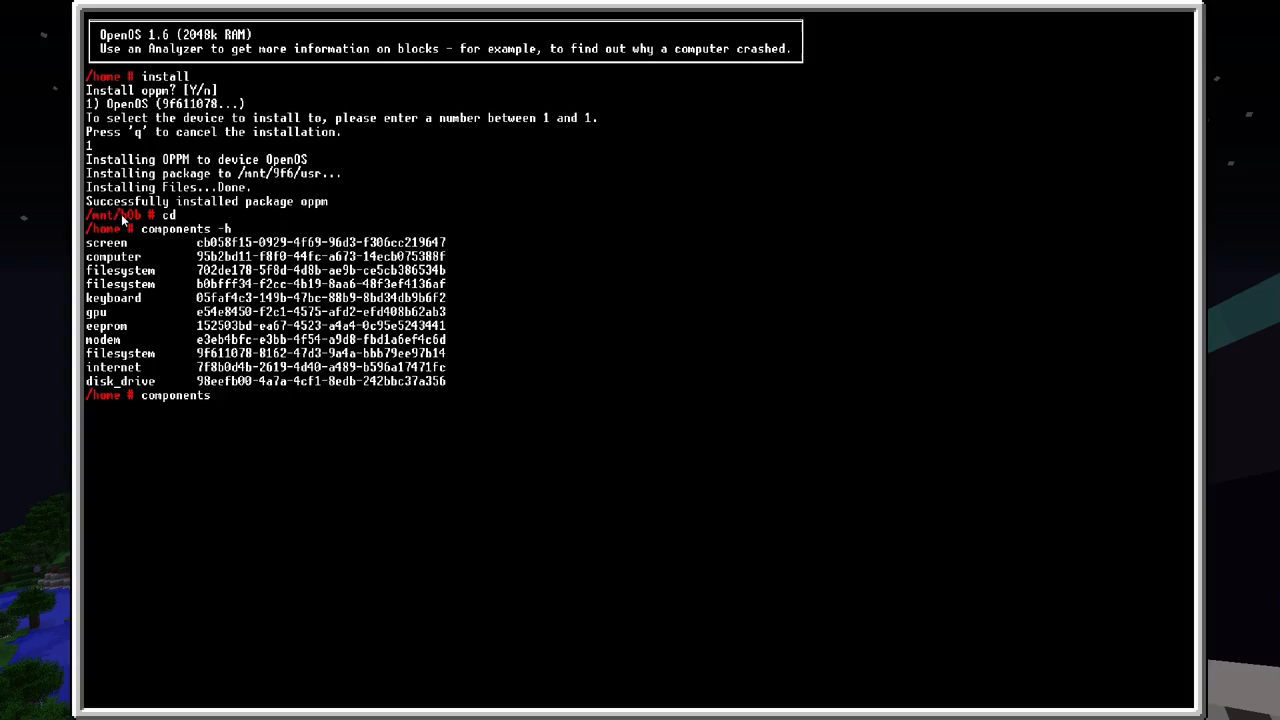 OpenOS 1.6 (2048k RAM)
Use an Analyzer to get more information on blocks - for example, to find out why a computer crashed.
/home # install
Install oppm? [Y/n]
1) OpenOS (9f611078...)
To select the device to install to, please enter a number between 1 and 1.
Press 'q' to cancel the installation.
1
Installing OPPM to device OpenOS
Installing package to /mnt/9f6/usr...
Installing Files...Done.
Successfully installed package oppm
/mnt/b0b # cd
/home # components -h
screen cb058f15-0929-4f69-96d3-f306cc219647
computer 95b2bd11-f8f0-44fc-a673-14ecb075388f
filesystem 702de178-5f8d-4d8b-ae9b-ce5cb386534b
filesystem b0bfff34-f2cc-4b19-8aa6-48f3ef4136af
keyboard 05faf4c3-149b-47bc-88b9-8bd34db9b6f2
gpu e54e8450-f2c1-4575-afd2-efd408b62ab3
eeprom 152503bd-ea67-4523-a4a4-0c95e5243441
modem e3eb4bfc-e3bb-4f54-a9d8-fbd1a6ef4c6d
filesystem 9f611078-8162-47d3-9a4a-bbb79ee97b14
internet 7f8b0d4b-2619-4d40-a489-b596a17471fc
disk_drive 98eefb00-4a7a-4cf1-8edb-242bbc37a356
/home # components